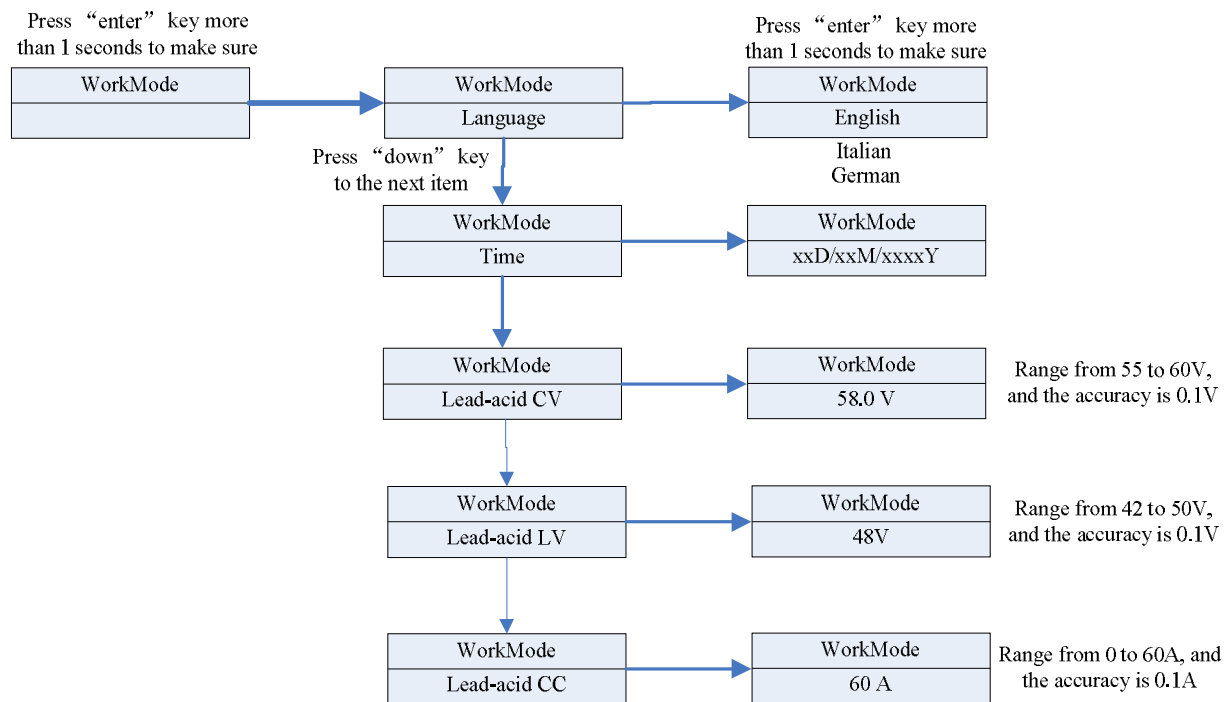 Press “enter” key more
than 1 seconds to make sure
WorkMode
WorkMode
Language
Press “enter” key more
than 1 seconds to make sure
WorkMode
English
Italian
German
Press “down” key
to the next item
WorkMode
Time
WorkMode
xxD/xxM/xxxxY
WorkMode
Lead-acid CV
WorkMode
58.0 V
Range from 55 to 60V,
and the accuracy is 0.1V
WorkMode
Lead-acid LV
WorkMode
48V
Range from 42 to 50V,
and the accuracy is 0.1V
WorkMode
Lead-acid CC
WorkMode
60 A
Range from 0 to 60A, and
the accuracy is 0.1A